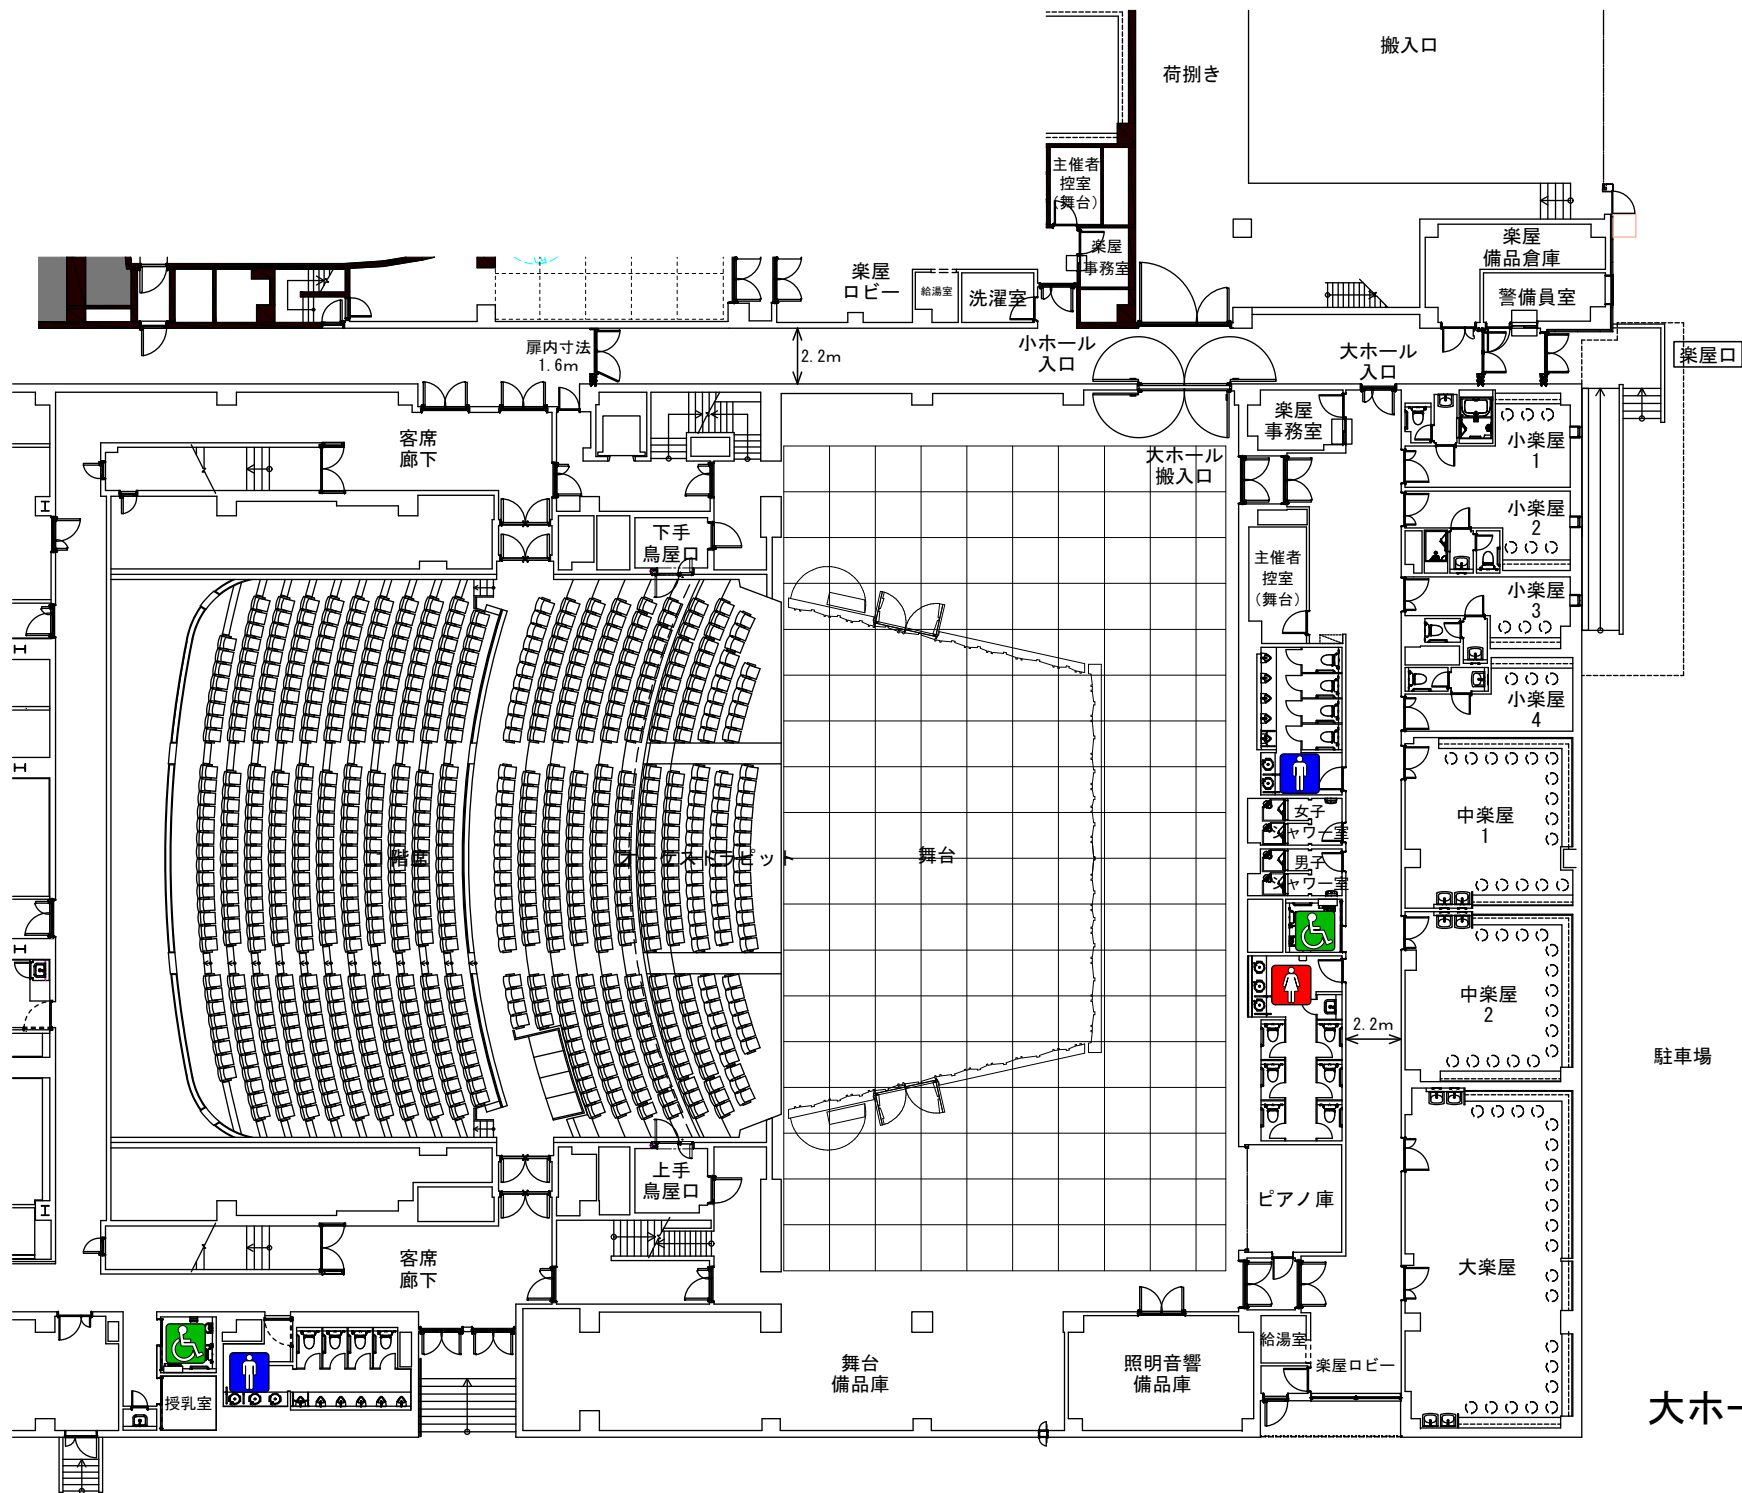 搬入口
荷捌き
主催者
控室
(舞台)
楽屋
事務室
楽屋
備品倉庫
警備員室
楽屋
ロビー
給湯室
洗濯室
扉内寸法
1.6m
2.2m
小ホール
入口
大ホール
入口
楽屋口
客席
廊下
楽屋
事務室
小楽屋
1
大ホール
搬入口
下手
鳥屋口
小楽屋
2
主催者
控室
(舞台)
小楽屋
3
小楽屋
4
女子
シャワー室
中楽屋
1
階席
オーケストラピット
舞台
男子
シャワー室
中楽屋
2
2.2m
駐車場
上手
鳥屋口
ピアノ庫
客席
廊下
大楽屋
給湯室
楽屋ロビー
舞台
備品庫
照明音響
備品庫
授乳室
大ホー